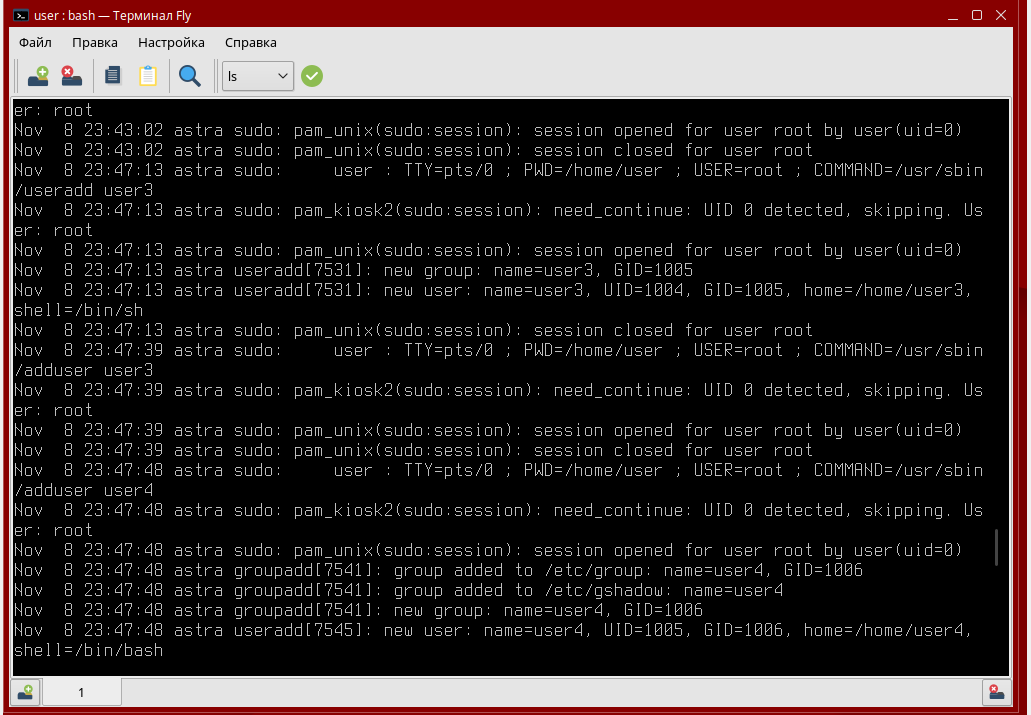 user : bash — Терминал Fly
Файл Правка Настройка Справка
ls
er: root
Nov  8 23:43:02 astra sudo: pam_unix(sudo:session): session opened for user root by user(uid=0)
Nov  8 23:43:02 astra sudo: pam_unix(sudo:session): session closed for user root
Nov  8 23:47:13 astra sudo:     user : TTY=pts/0 ; PWD=/home/user ; USER=root ; COMMAND=/usr/sbin
/useradd user3
Nov  8 23:47:13 astra sudo: pam_kiosk2(sudo:session): need_continue: UID 0 detected, skipping. Us
er: root
Nov  8 23:47:13 astra sudo: pam_unix(sudo:session): session opened for user root by user(uid=0)
Nov  8 23:47:13 astra useradd[7531]: new group: name=user3, GID=1005
Nov  8 23:47:13 astra useradd[7531]: new user: name=user3, UID=1004, GID=1005, home=/home/user3,
shell=/bin/sh
Nov  8 23:47:13 astra sudo: pam_unix(sudo:session): session closed for user root
Nov  8 23:47:39 astra sudo:     user : TTY=pts/0 ; PWD=/home/user ; USER=root ; COMMAND=/usr/sbin
/adduser user3
Nov  8 23:47:39 astra sudo: pam_kiosk2(sudo:session): need_continue: UID 0 detected, skipping. Us
er: root
Nov  8 23:47:39 astra sudo: pam_unix(sudo:session): session opened for user root by user(uid=0)
Nov  8 23:47:39 astra sudo: pam_unix(sudo:session): session closed for user root
Nov  8 23:47:48 astra sudo:     user : TTY=pts/0 ; PWD=/home/user ; USER=root ; COMMAND=/usr/sbin
/adduser user4
Nov  8 23:47:48 astra sudo: pam_kiosk2(sudo:session): need_continue: UID 0 detected, skipping. Us
er: root
Nov  8 23:47:48 astra sudo: pam_unix(sudo:session): session opened for user root by user(uid=0)
Nov  8 23:47:48 astra groupadd[7541]: group added to /etc/group: name=user4, GID=1006
Nov  8 23:47:48 astra groupadd[7541]: group added to /etc/gshadow: name=user4
Nov  8 23:47:48 astra groupadd[7541]: new group: name=user4, GID=1006
Nov  8 23:47:48 astra useradd[7545]: new user: name=user4, UID=1005, GID=1006, home=/home/user4,
shell=/bin/bash
1